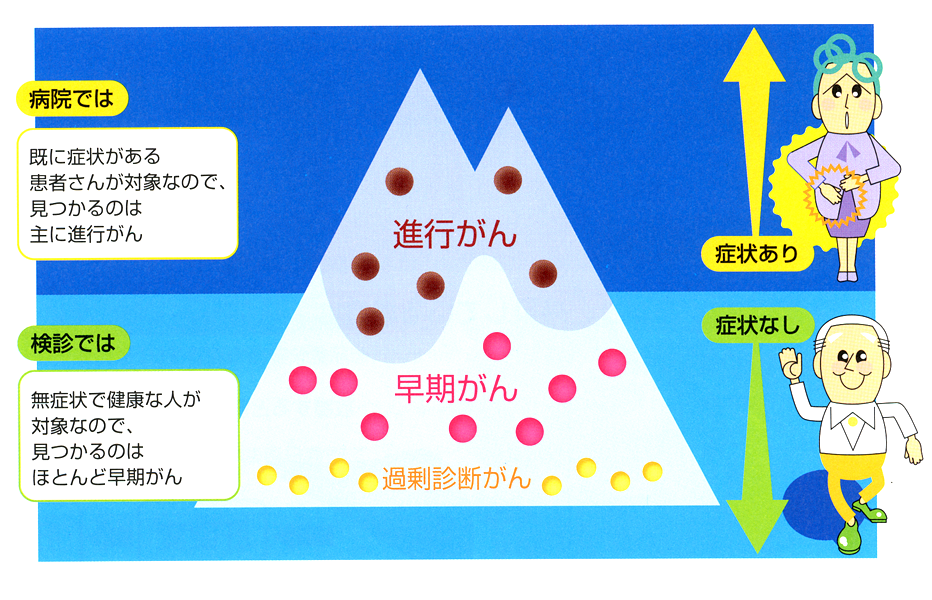 病院では
既に症状がある
患者さんが対象なので、
見つかるのは
主に進行がん
進行がん
症状あり
検診では
無症状で健康な人が
対象なので、
見つかるのは
ほとんど早期がん
早期がん
過剰診断がん
症状なし